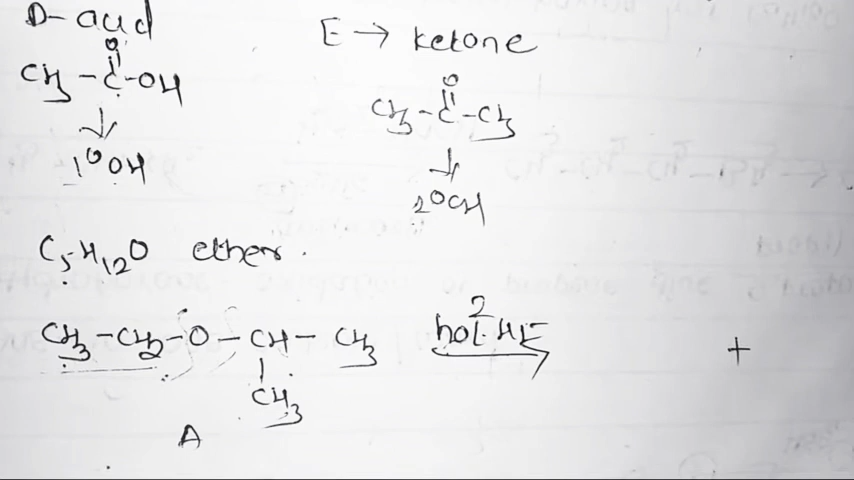 D- acid
O
CH3 - C - OH
1° OH
E → ketone
O
CH3 - C - CH3
2° OH
C5H12O ether.
CH3 - CH2 - O - CH - CH3
CH3
A
2
hot. HI
+